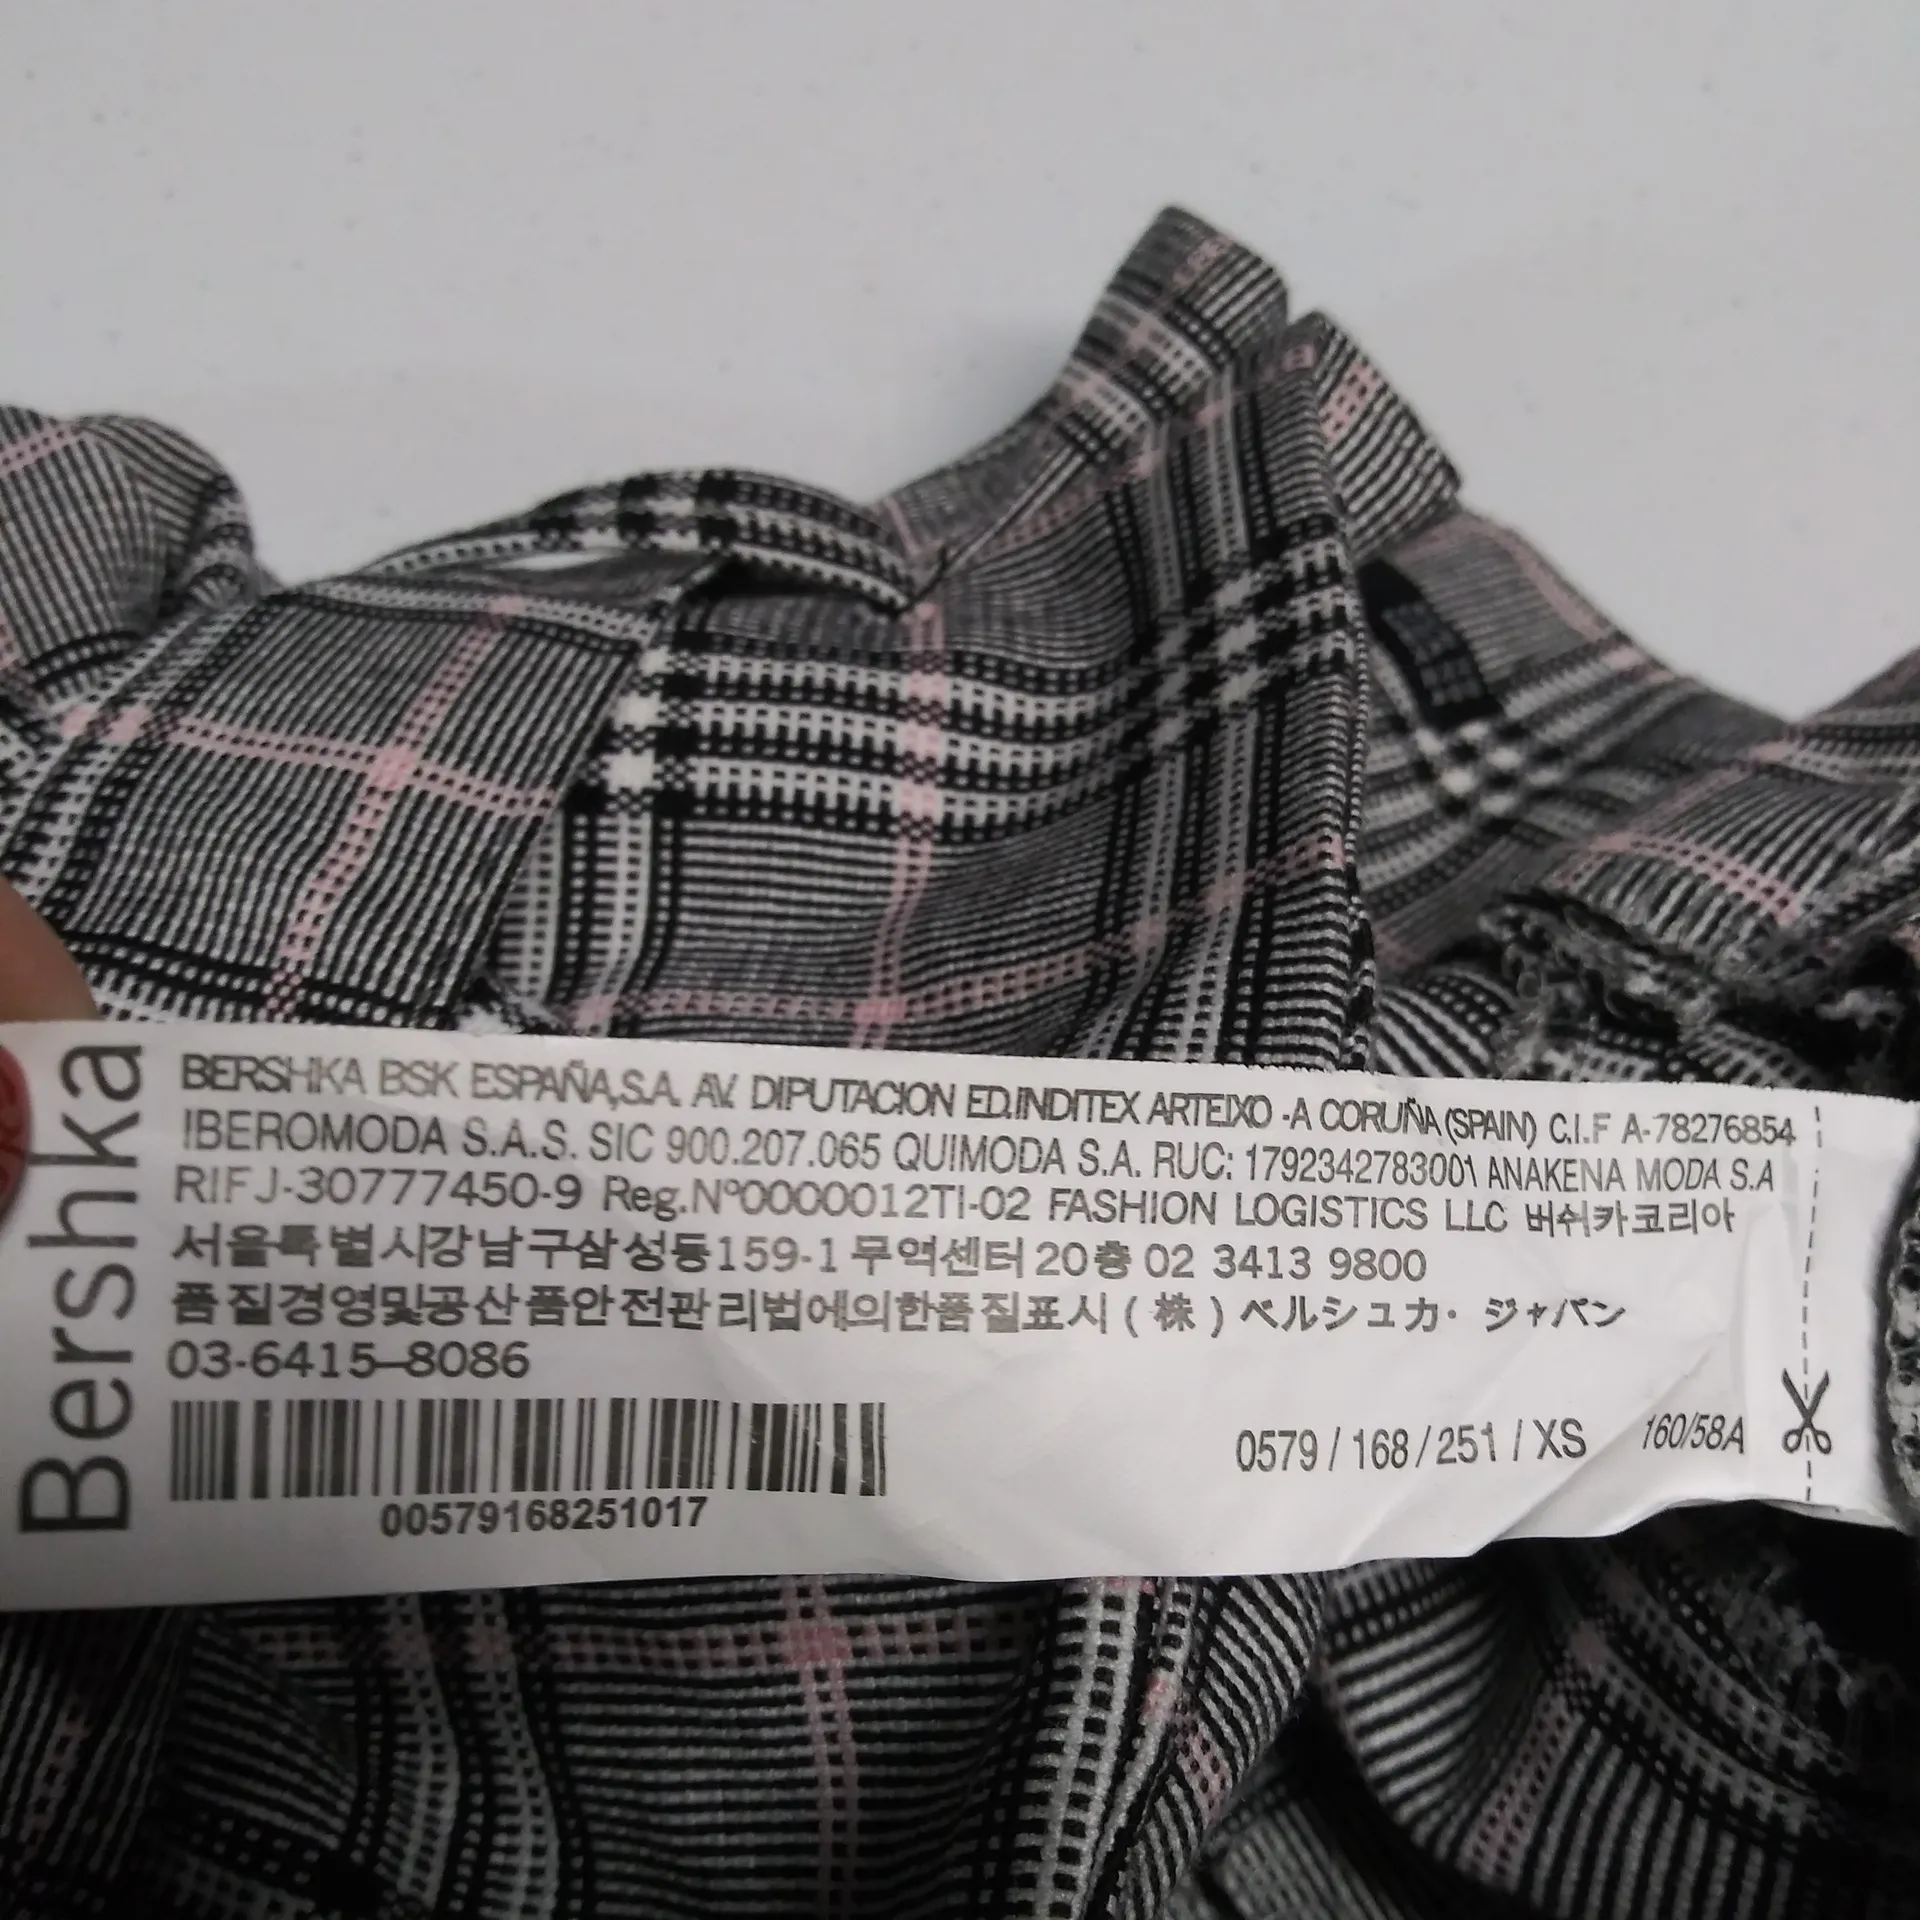 Bershka
BERSHKA BSK ESPAÑA,S.A. AV. DIPUTACION ED.INDITEX ARTEIXO -A CORUÑA (SPAIN) C.I.F A-78276854
IBEROMODA S.A.S. SIC 900.207.065 QUIMODA S.A. RUC: 1792342783001 ANAKENA MODA S.A
RIFJ-30777450-9 Reg.Nº0000012TI-02 FASHION LOGISTICS LLC 버쉬카코리아
서울특별시강남구삼성동159-1 무역센터 20층 02 3413 9800
품질경영및공산품안전관리법에의한품질표시 (株) ベルシュカ・ジャパン
03-6415-8086
0579 / 168 / 251 / XS 160/58A
00579168251017